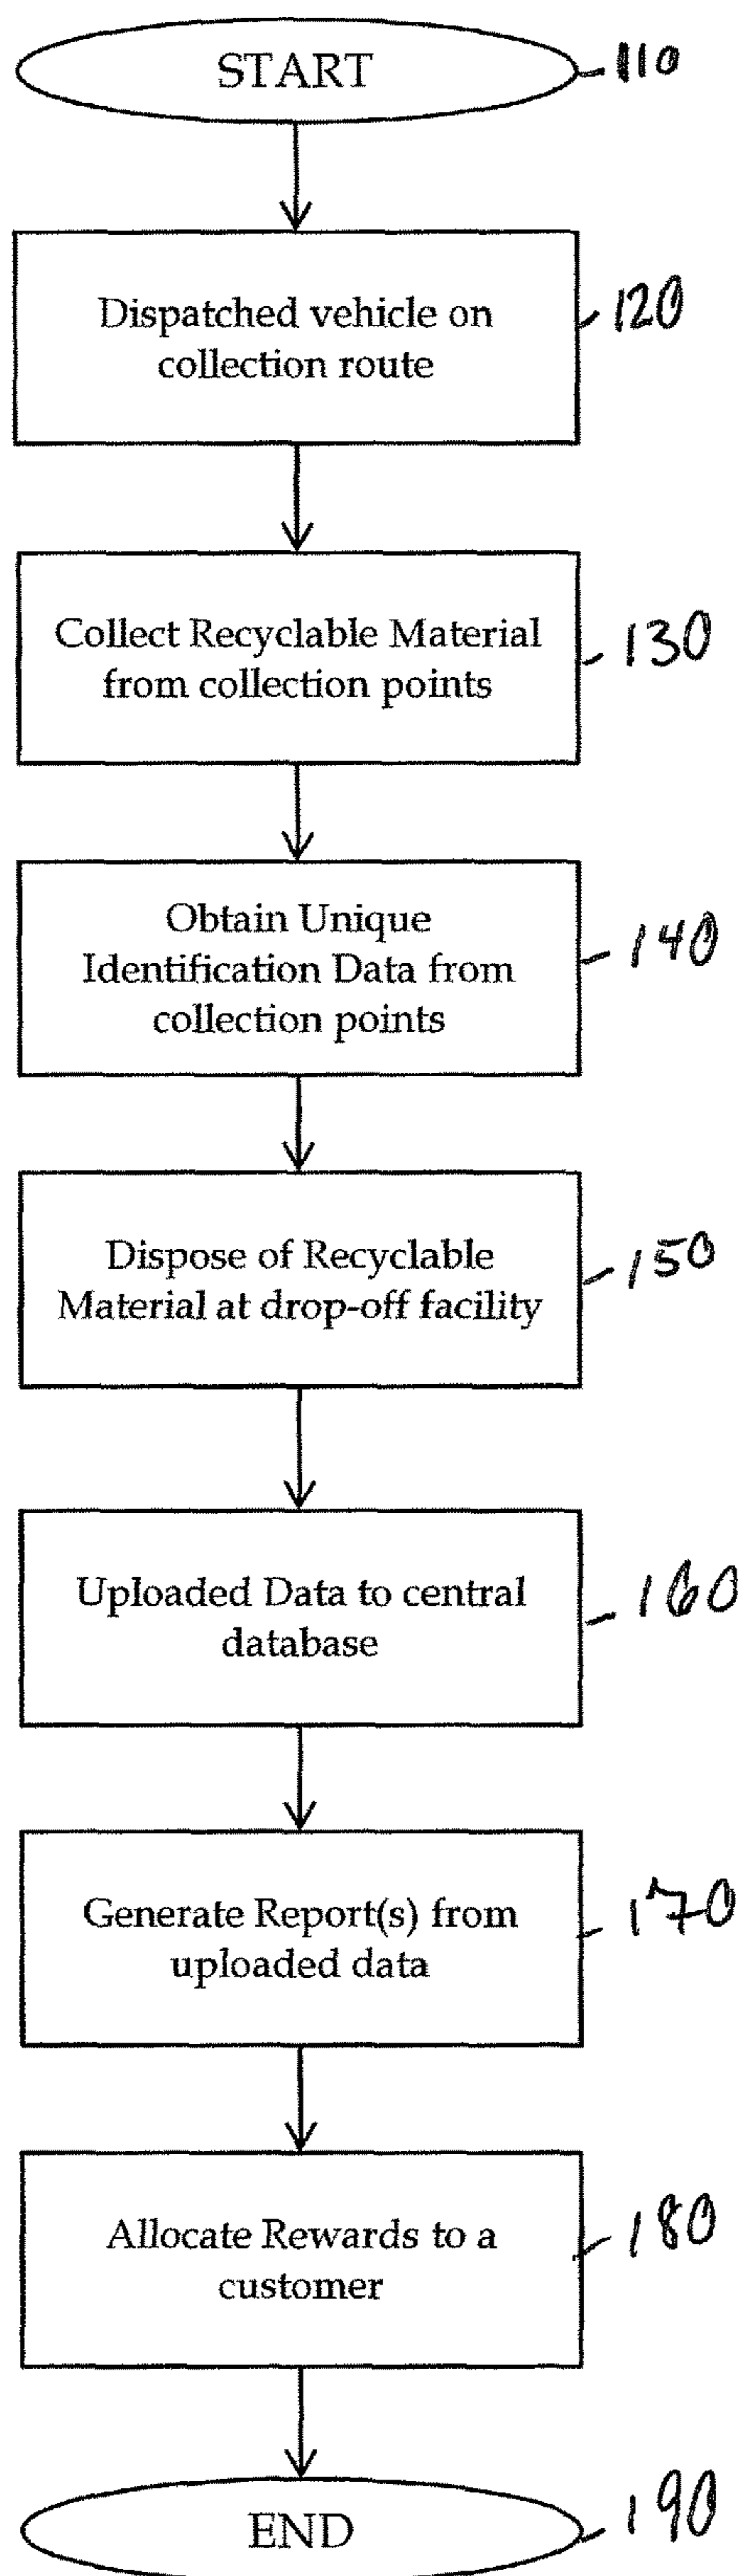 START
110
Dispatched vehicle on
collection route
120
Collect Recyclable Material
from collection points
130
Obtain Unique
Identification Data from
collection points
140
Dispose of Recyclable
Material at drop-off facility
150
Uploaded Data to central
database
160
Generate Report(s) from
uploaded data
170
Allocate Rewards to a
customer
180
END
190